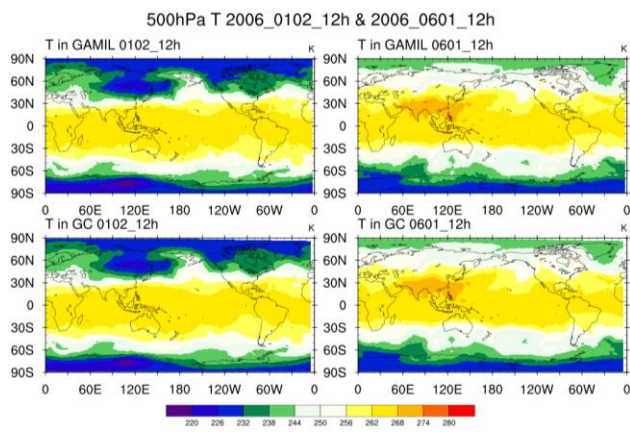 500hPa T 2006_0102_12h & 2006_0601_12h
T in GAMIL 0102_12h K
90N
60N
30N
0
30S
60S
90S
0 60E 120E 180 120W 60W 0
T in GAMIL 0601_12h K
90N
60N
30N
0
30S
60S
90S
0 60E 120E 180 120W 60W 0
T in GC 0102_12h K
90N
60N
30N
0
30S
60S
90S
0 60E 120E 180 120W 60W 0
T in GC 0601_12h K
90N
60N
30N
0
30S
60S
90S
0 60E 120E 180 120W 60W 0
220 226 232 238 244 250 256 262 268 274 280